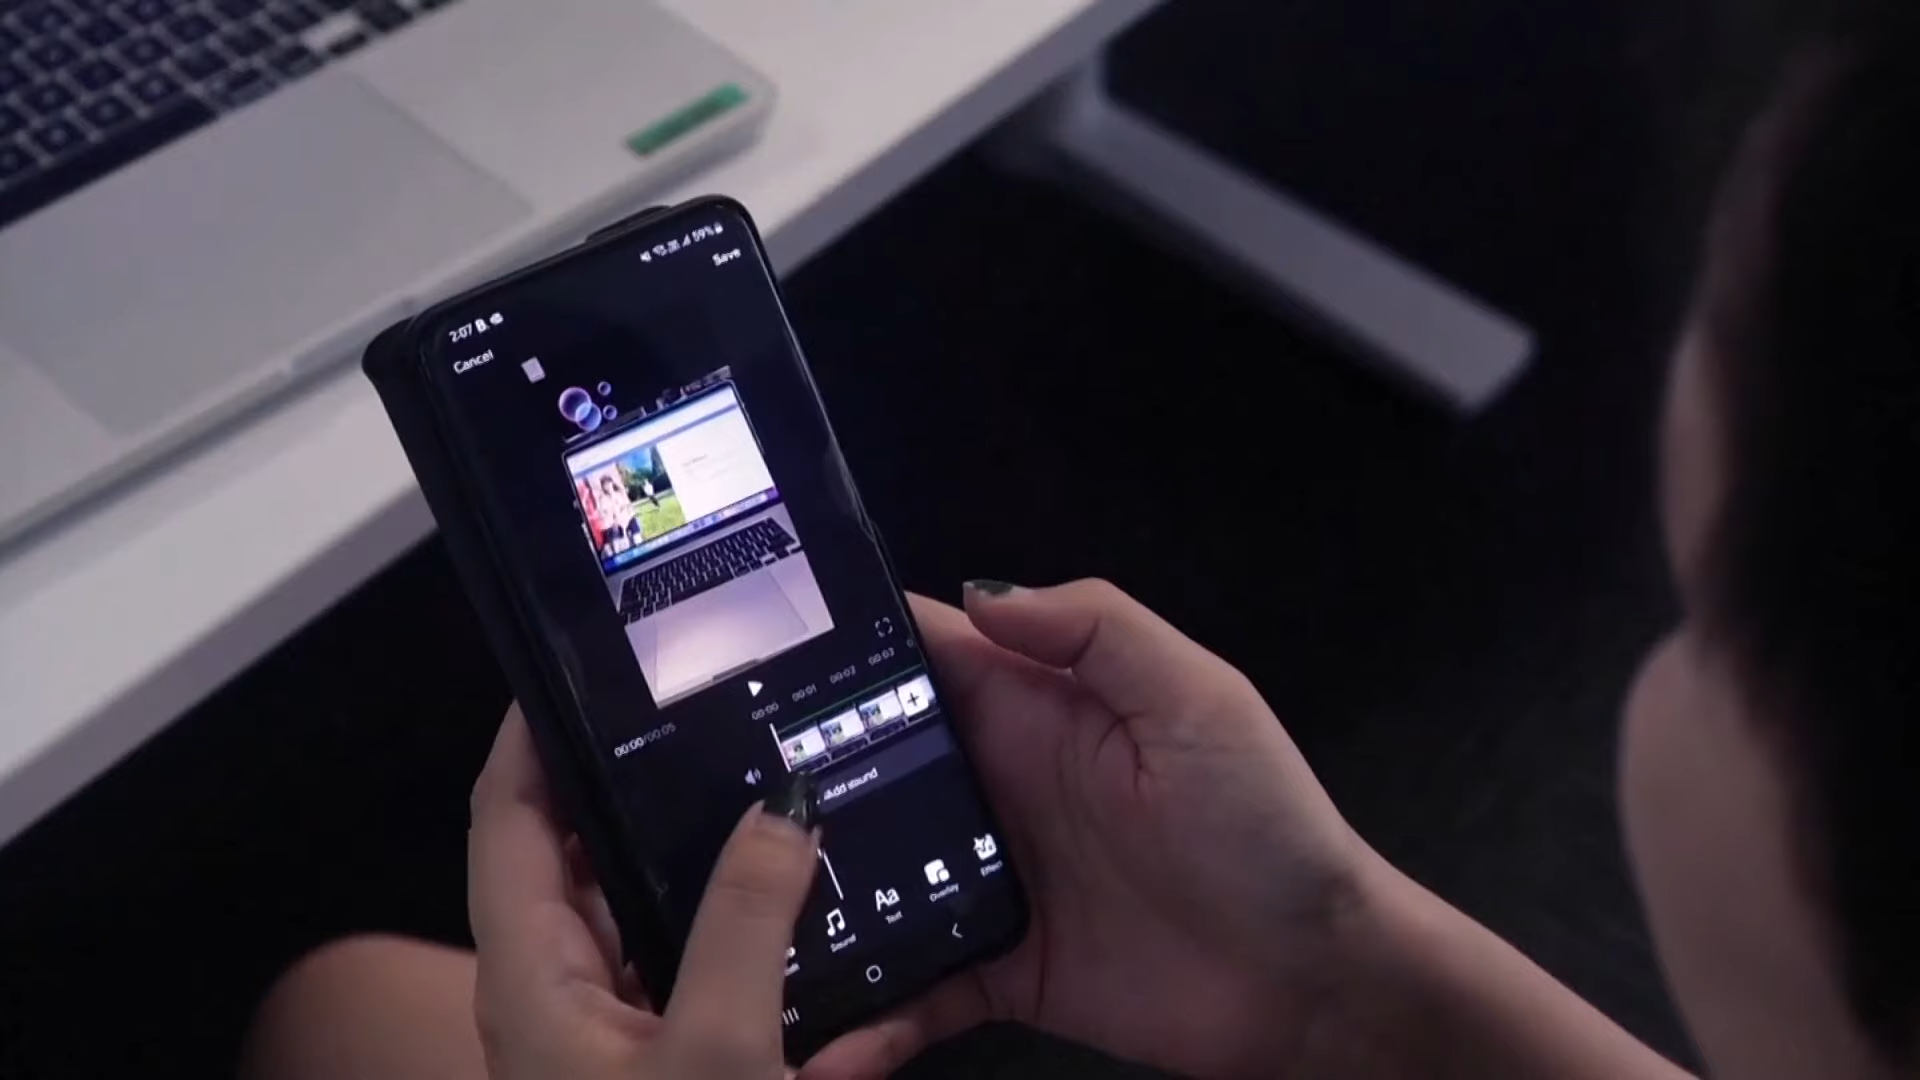 59%
Save
2:07
Cancel
00:00/00:05
00:00
00:01
00:02
00:03
Add sound
Sound
Text
Aa
Overlay
Effect